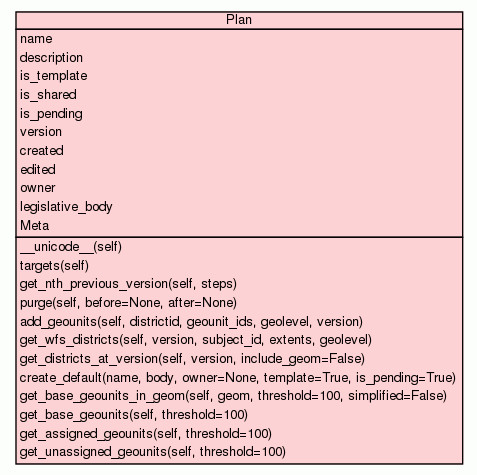 Plan
name
description
is_template
is_shared
is_pending
version
created
edited
owner
legislative_body
Meta
__unicode__(self)
targets(self)
get_nth_previous_version(self, steps)
purge(self, before=None, after=None)
add_geounits(self, districtid, geounit_ids, geolevel, version)
get_wfs_districts(self, version, subject_id, extents, geolevel)
get_districts_at_version(self, version, include_geom=False)
create_default(name, body, owner=None, template=True, is_pending=True)
get_base_geounits_in_geom(self, geom, threshold=100, simplified=False)
get_base_geounits(self, threshold=100)
get_assigned_geounits(self, threshold=100)
get_unassigned_geounits(self, threshold=100)